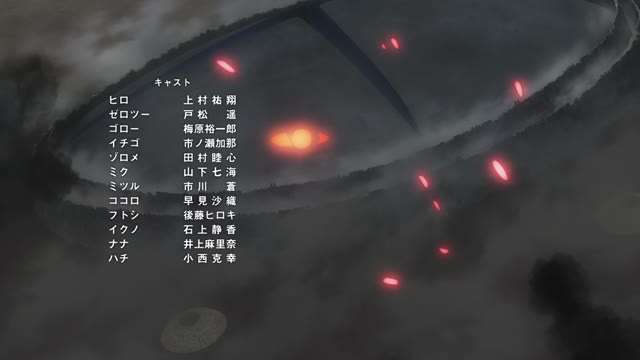 キャスト
ヒロ 上村祐翔
ゼロツー 戸松 遥
ゴロー 梅原裕一郎
イチゴ 市ノ瀬加那
ゾロメ 田村睦心
ミク 山下七海
ミツル 市川 蒼
ココロ 早見沙織
フトシ 後藤ヒロキ
イクノ 石上静香
ナナ 井上麻里奈
ハチ 小西克幸